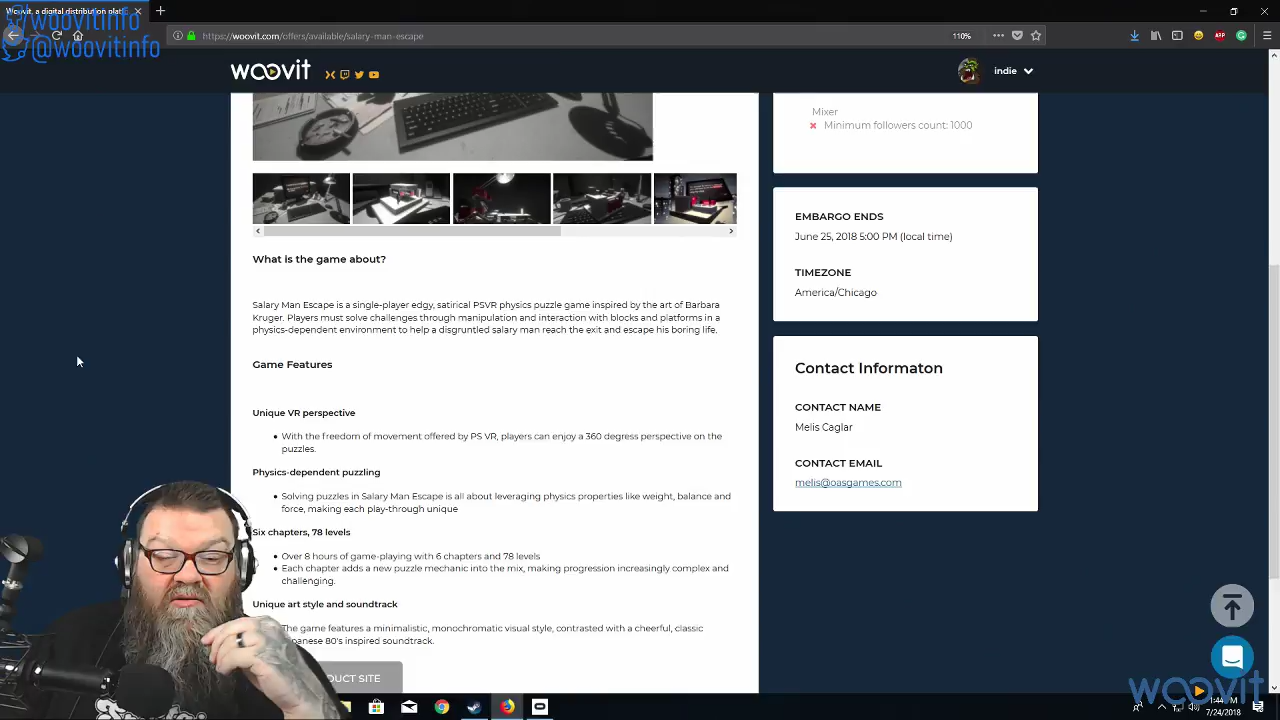 woovitinfo
@woovitinfo
Woovit, a digital distribution plat
https://woovit.com/offers/available/salary-man-escape
110%
ABP
woovit
indie
Mixer
Minimum followers count: 1000
EMBARGO ENDS
June 25, 2018 5:00 PM (local time)
TIMEZONE
America/Chicago
What is the game about?
Salary Man Escape is a single-player edgy, satirical PSVR physics puzzle game inspired by the art of Barbara
Kruger. Players must solve challenges through manipulation and interaction with blocks and platforms in a
physics-dependent environment to help a disgruntled salary man reach the exit and escape his boring life.
Game Features
Contact Informaton
CONTACT NAME
Melis Caglar
CONTACT EMAIL
melis@oasgames.com
Unique VR perspective
With the freedom of movement offered by PS VR, players can enjoy a 360 degrees perspective on the
puzzles.
Physics-dependent puzzling
Solving puzzles in Salary Man Escape is all about leveraging physics properties like weight, balance and
force, making each play-through unique
Six chapters, 78 levels
Over 8 hours of game-playing with 6 chapters and 78 levels
Each chapter adds a new puzzle mechanic into the mix, making progression increasingly complex and
challenging.
Unique art style and soundtrack
The game features a minimalistic, monochromatic visual style, contrasted with a cheerful, classic
80's inspired soundtrack.
SITE
woovit
7/24/2018